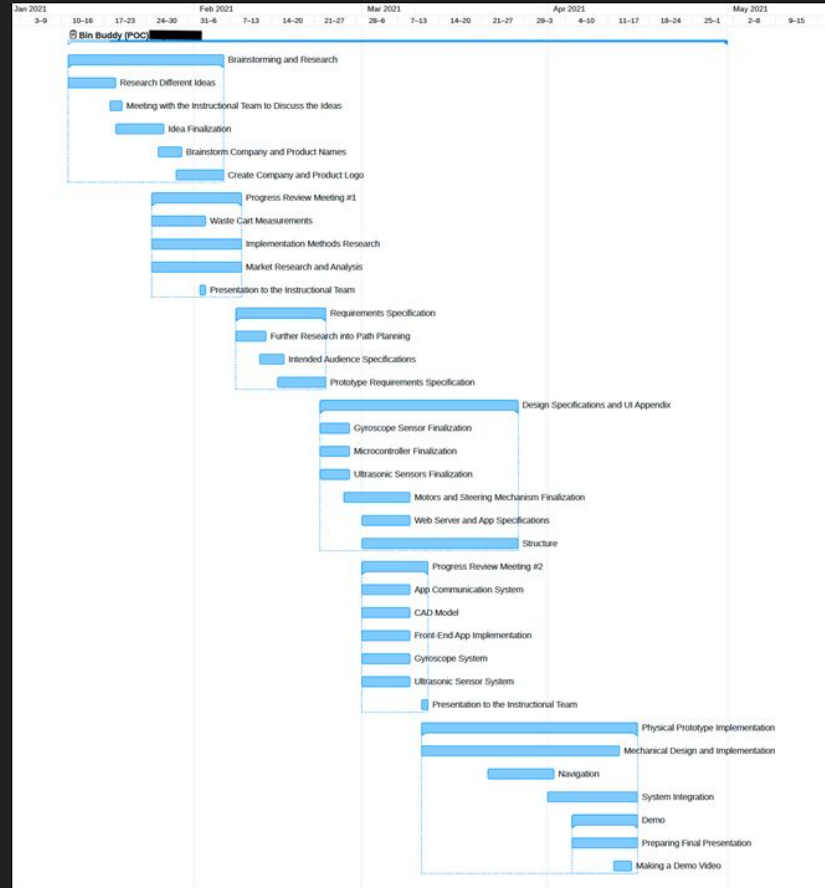 Jan 2021 Feb 2021 Mar 2021 Apr 2021 May 2021
3–9 10–16 17–23 24–30 31–6 7–13 14–20 21–27 28–6 7–13 14–20 21–27 28–3 4–10 11–17 18–24 25–1 2–8 9–15
Bin Buddy (POC)
Brainstorming and Research
Research Different Ideas
Meeting with the Instructional Team to Discuss the Ideas
Idea Finalization
Brainstorm Company and Product Names
Create Company and Product Logo
Progress Review Meeting #1
Waste Cart Measurements
Implementation Methods Research
Market Research and Analysis
Presentation to the Instructional Team
Requirements Specification
Further Research into Path Planning
Intended Audience Specifications
Prototype Requirements Specification
Design Specifications and UI Appendix
Gyroscope Sensor Finalization
Microcontroller Finalization
Ultrasonic Sensors Finalization
Motors and Steering Mechanism Finalization
Web Server and App Specifications
Structure
Progress Review Meeting #2
App Communication System
CAD Model
Front-End App Implementation
Gyroscope System
Ultrasonic Sensor System
Presentation to the Instructional Team
Physical Prototype Implementation
Mechanical Design and Implementation
Navigation
System Integration
Demo
Preparing Final Presentation
Making a Demo Video